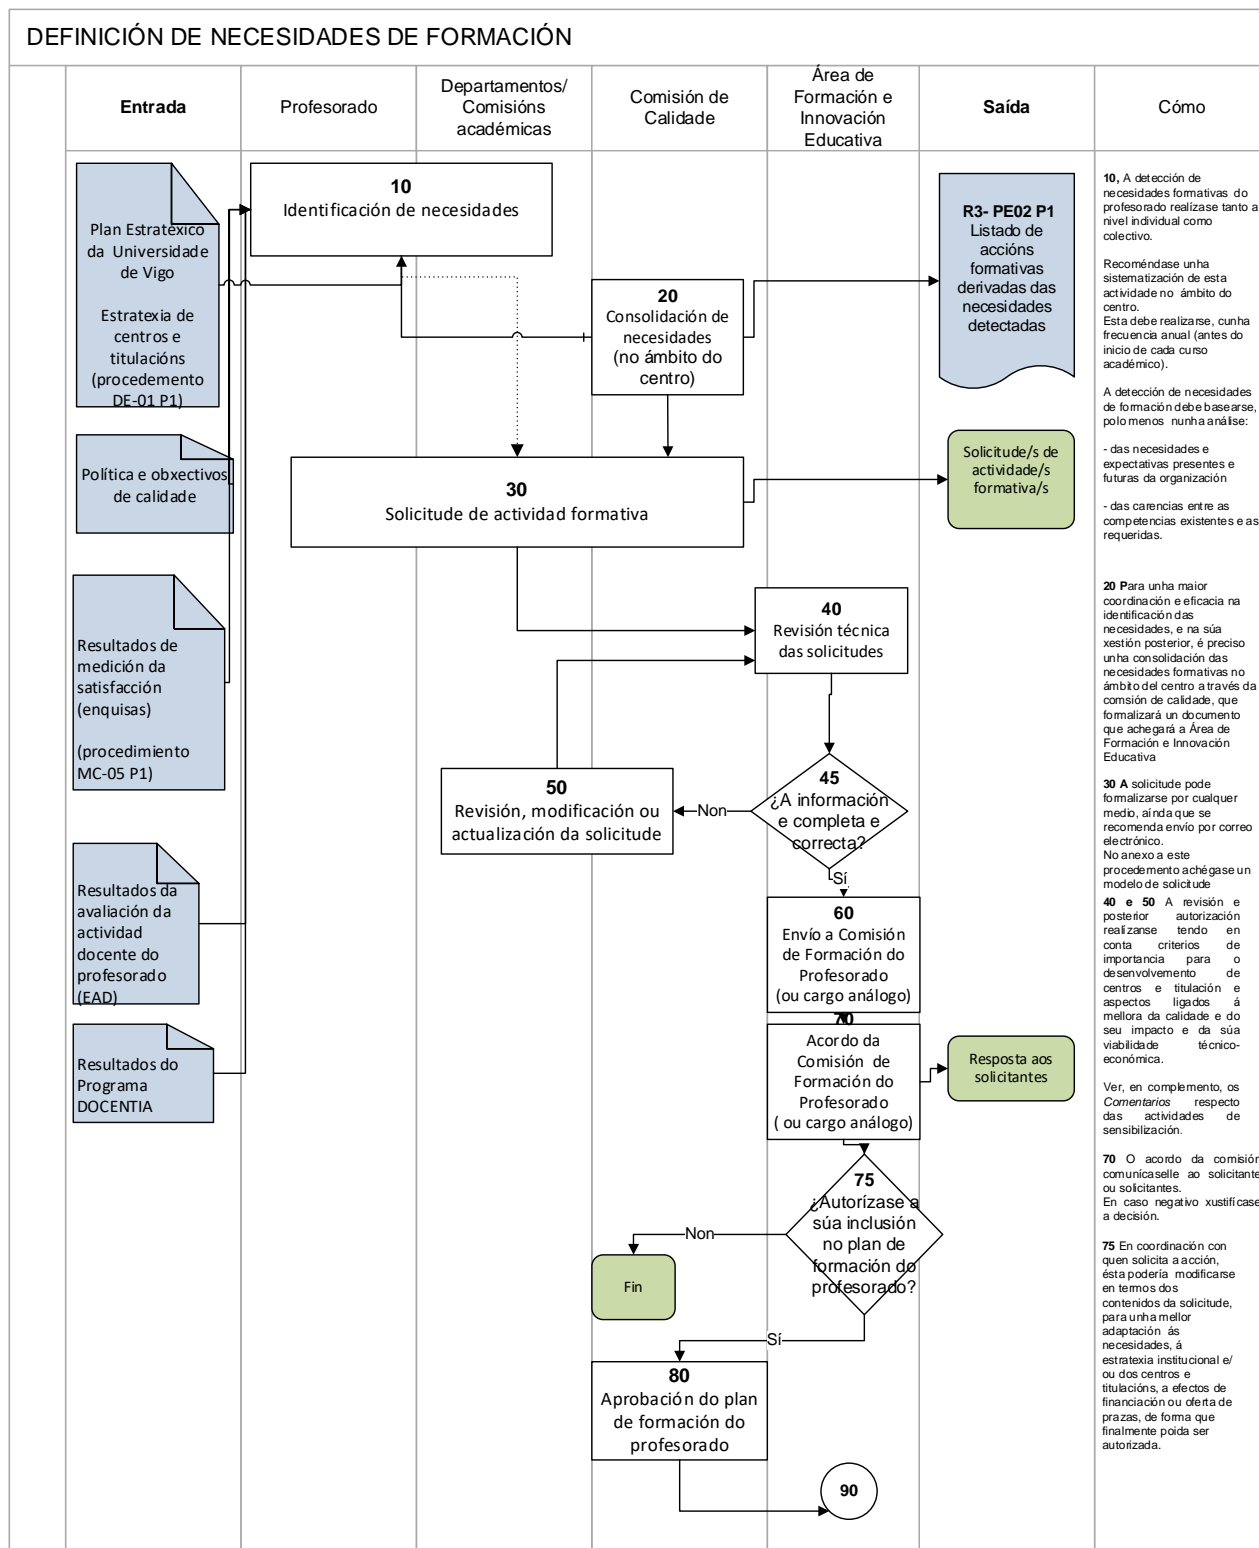 DEFINICIÓN DE NECESIDADES DE FORMACIÓN
Entrada
Profesorado
Departamentos/
Comisións
académicas
Comisión de
Calidade
Área de
Formación e
Innovación
Educativa
Saída
Cómo
Plan Estratéxico
da Universidade
de Vigo
Estratexia de
centros e
titulacións
(procedemento
DE-01 P1)
Política e obxectivos
de calidade
Resultados de
medición da
satisfacción
(enquisas)
(procedimiento
MC-05 P1)
Resultados da
avaliación da
actividad
docente do
profesorado
(EAD)
Resultados do
Programa
DOCENTIA
10
Identificación de necesidades
20
Consolidación de
necesidades
(no ámbito do
centro)
30
Solicitude de actividad formativa
40
Revisión técnica
das solicitudes
45
¿A información
e completa e
correcta?
Non
50
Revisión, modificación ou
actualización da solicitude
Sí
60
Envío a Comisión
de Formación do
Profesorado
(ou cargo análogo)
70
Acordo da
Comisión de
Formación do
Profesorado
( ou cargo análogo)
75
¿Autorízase a
súa inclusión
no plan de
formación do
profesorado?
Non
Fin
Sí
80
Aprobación do plan
de formación do
profesorado
90
R3- PE02 P1
Listado de
accións
formativas
derivadas das
necesidades
detectadas
Solicitude/s de
actividade/s
formativa/s
Resposta aos
solicitantes
10, A detección de
necesidades formativas do
profesorado realízase tanto a
nivel individual como
colectivo.
Recoméndase unha
sistematización de esta
actividade no ámbito do
centro.
Esta debe realizarse, cunha
frecuencia anual (antes do
inicio de cada curso
académico).
A detección de necesidades
de formación debe basearse,
polo menos nunha análise:
- das necesidades e
expectativas presentes e
futuras da organización
- das carencias entre as
competencias existentes e as
requeridas.
20 Para unha maior
coordinación e eficacia na
identificación das
necesidades, e na súa
xestión posterior, é preciso
unha consolidación das
necesidades formativas no
ámbito del centro a través da
comsión de calidade, que
formalizará un documento
que achegará a Área de
Formación e Innovación
Educativa
30 A solicitude pode
formalizarse por cualquer
medio, aínda que se
recomenda envío por correo
electrónico.
No anexo a este
procedemento achégase un
modelo de solicitude
40 e 50 A revisión e
posterior autorización
realízanse tendo en
conta criterios de
importancia para o
desenvolvemento de
centros e titulación e
aspectos ligados á
mellora da calidade e do
seu impacto e da súa
viabilidade técnico-
económica.
Ver, en complemento, os
Comentarios respecto
das actividades de
sensibilización.
70 O acordo da comisión
comunícaselle ao solicitante
ou solicitantes.
En caso negativo xustifícase
a decisión.
75 En coordinación con
quen solicita a acción,
ésta podería modificarse
en termos dos
contenidos da solicitude,
para unha mellor
adaptación ás
necesidades, á
estratexia institucional e/
ou dos centros e
titulacións, a efectos de
financiación ou oferta de
prazas, de forma que
finalmente poida ser
autorizada.